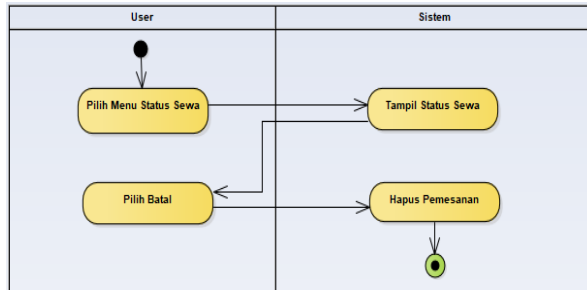 User
Sistem
Pilih Menu Status Sewa
Tampil Status Sewa
Pilih Batal
Hapus Pemesanan